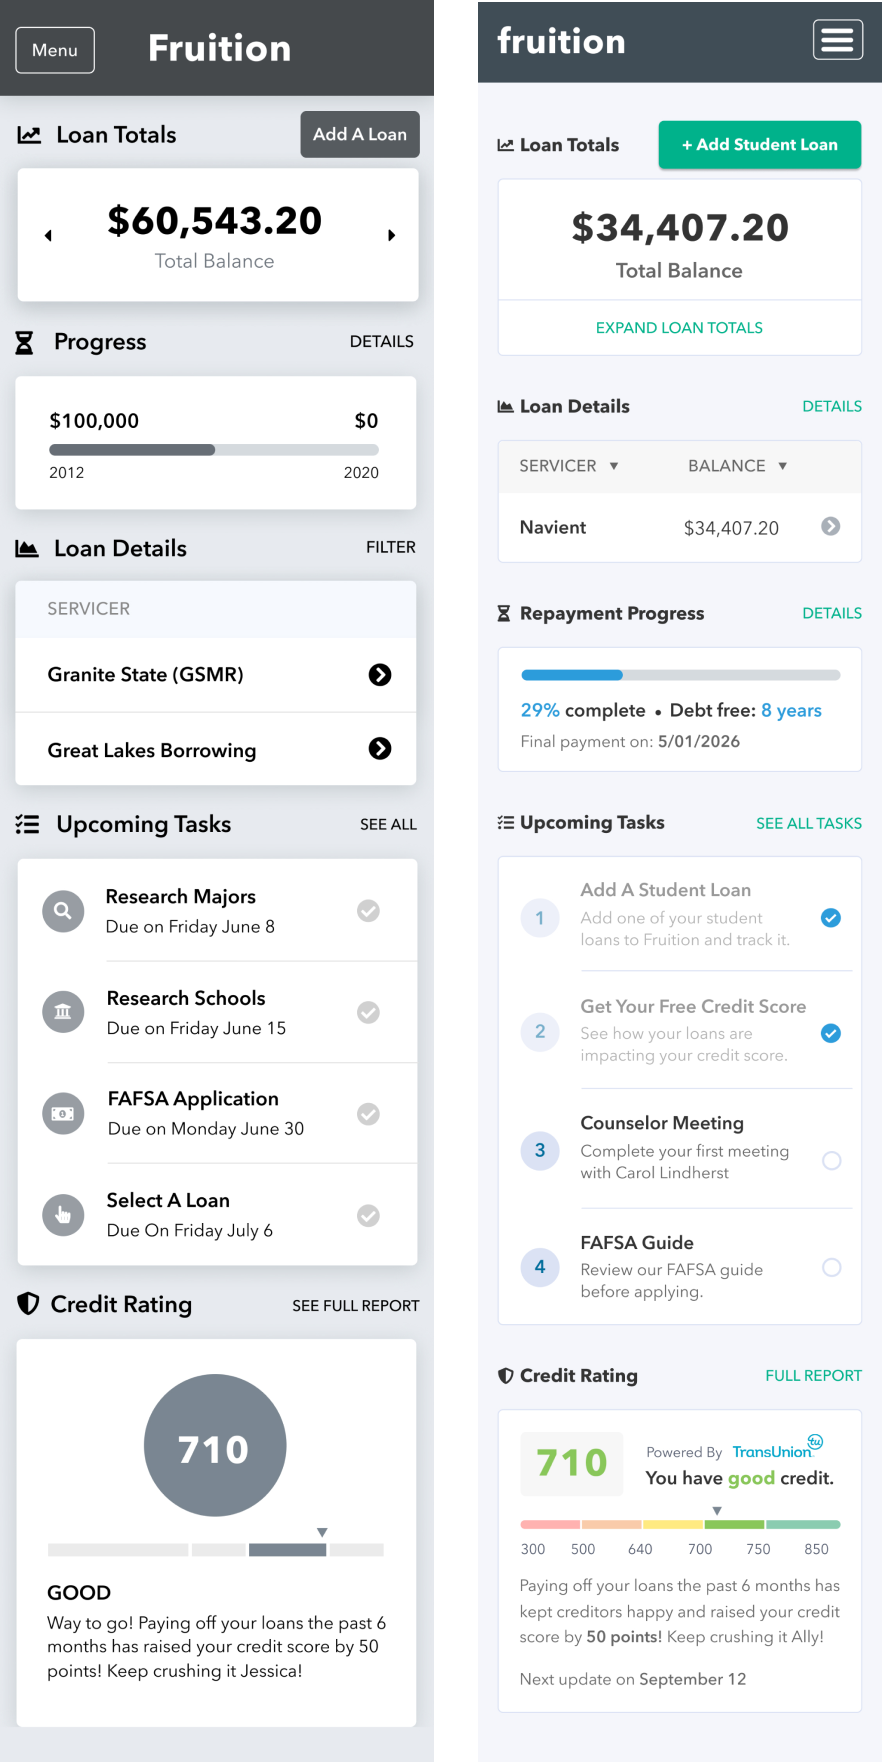 Menu
Fruition
Loan Totals
Add A Loan
$60,543.20
Total Balance
Progress
DETAILS
$100,000
$0
2012
2020
Loan Details
FILTER
SERVICER
Granite State (GSMR)
Great Lakes Borrowing
Upcoming Tasks
SEE ALL
Research Majors
Due on Friday June 8
Research Schools
Due on Friday June 15
FAFSA Application
Due on Monday June 30
Select A Loan
Due On Friday July 6
Credit Rating
SEE FULL REPORT
710
GOOD
Way to go! Paying off your loans the past 6
months has raised your credit score by 50
points! Keep crushing it Jessica!
fruition
Loan Totals
+ Add Student Loan
$34,407.20
Total Balance
EXPAND LOAN TOTALS
Loan Details
DETAILS
SERVICER ▼ BALANCE ▼
Navient $34,407.20
Repayment Progress
DETAILS
29% complete • Debt free: 8 years
Final payment on: 5/01/2026
Upcoming Tasks
SEE ALL TASKS
1
Add A Student Loan
Add one of your student
loans to Fruition and track it.
2
Get Your Free Credit Score
See how your loans are
impacting your credit score.
3
Counselor Meeting
Complete your first meeting
with Carol Lindherst
4
FAFSA Guide
Review our FAFSA guide
before applying.
Credit Rating
FULL REPORT
710
Powered By TransUnion tu
You have good credit.
300 500 640 700 750 850
Paying off your loans the past 6 months has
kept creditors happy and raised your credit
score by 50 points! Keep crushing it Ally!
Next update on September 12